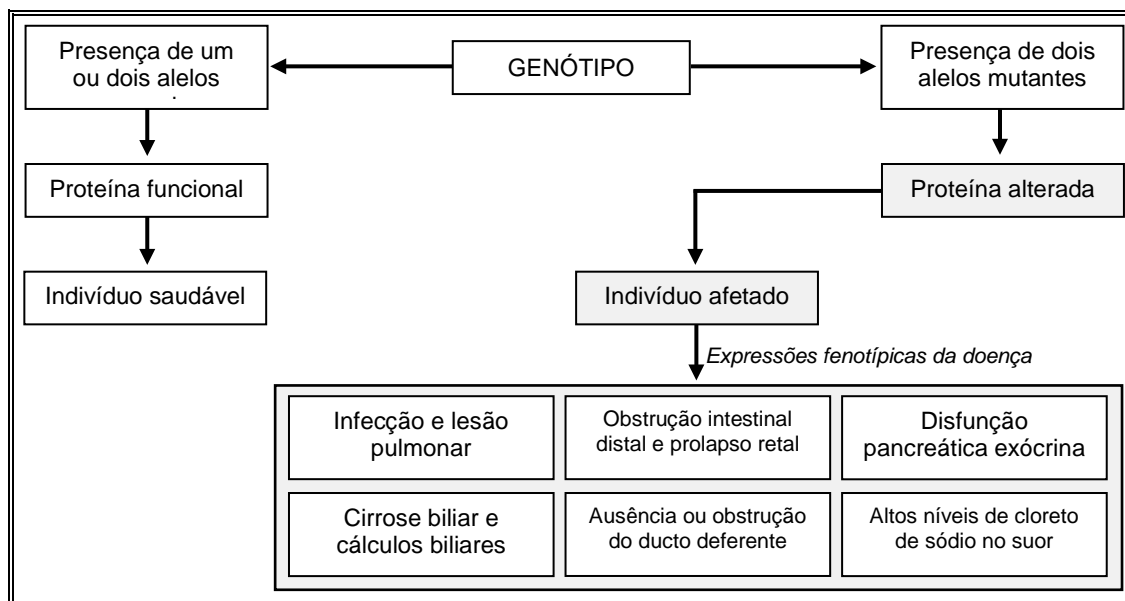 Presença de um
ou dois alelos
GENÓTIPO
Presença de dois
alelos mutantes
Proteína funcional
Proteína alterada
Indivíduo saudável
Indivíduo afetado
Expressões fenotípicas da doença
Infecção e lesão
pulmonar
Obstrução intestinal
distal e prolapso retal
Disfunção
pancreática exócrina
Cirrose biliar e
cálculos biliares
Ausência ou obstrução
do ducto deferente
Altos níveis de cloreto
de sódio no suor